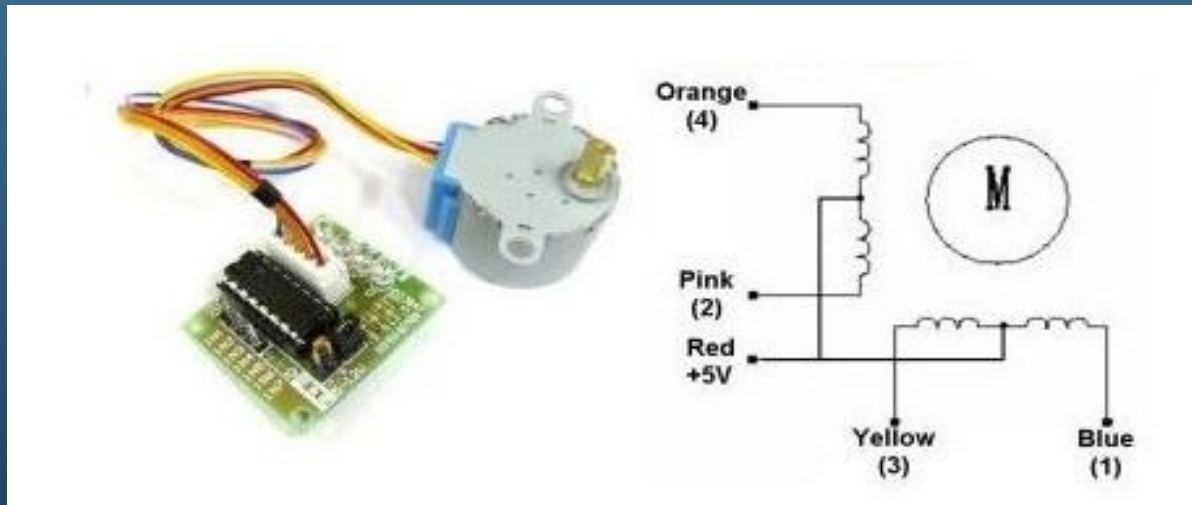 Orange
(4)
M
Pink
(2)
Red
+5V
Yellow
(3)
Blue
(1)